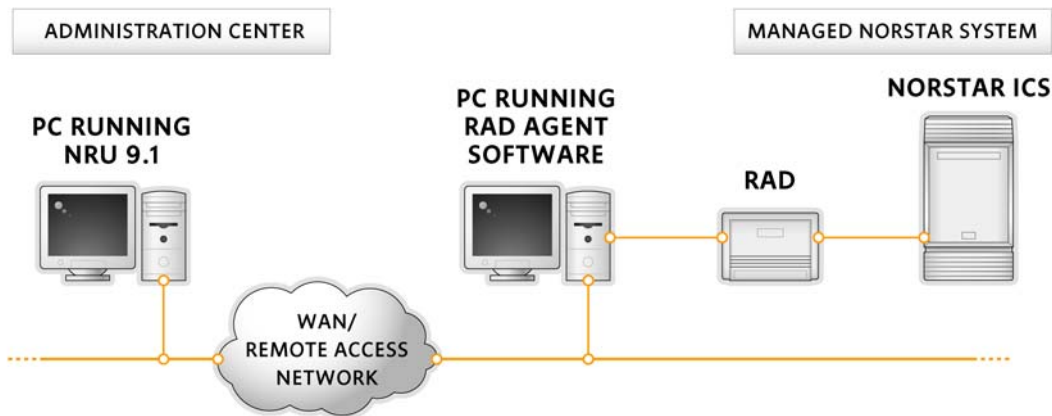 ADMINISTRATION CENTER
MANAGED NORSTAR SYSTEM
PC RUNNING
NRU 9.1
PC RUNNING
RAD AGENT
SOFTWARE
RAD
NORSTAR ICS
WAN/
REMOTE ACCESS
NETWORK